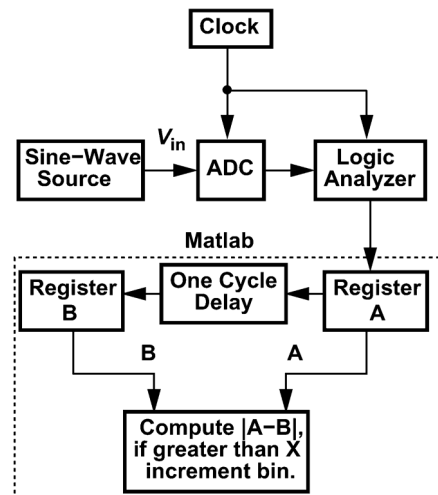 Clock
V_in
Sine−Wave
Source
ADC
Logic
Analyzer
Matlab
Register
B
One Cycle
Delay
Register
A
B
A
Compute |A−B|,
if greater than X
increment bin.